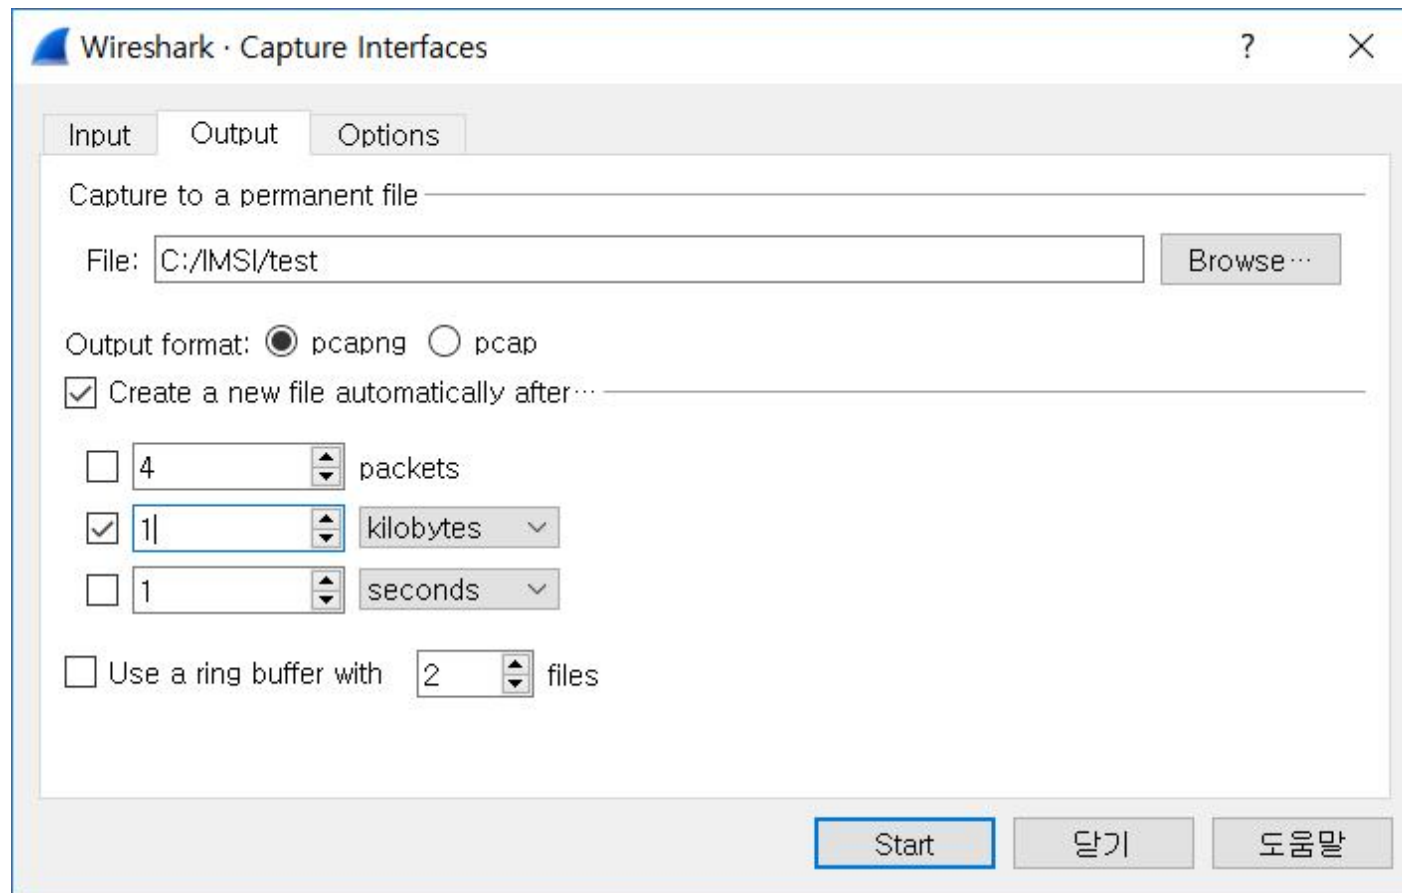 Wireshark · Capture Interfaces ?
Input Output Options
Capture to a permanent file
File: C:/IMSI/test Browse…
Output format: pcapng pcap
Create a new file automatically after…
4 packets
1 kilobytes
1 seconds
Use a ring buffer with 2 files
Start 닫기 도움말